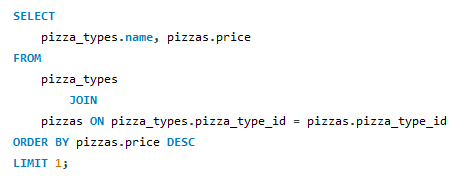 SELECT
pizza_types.name, pizzas.price
FROM
pizza_types
JOIN
pizzas ON pizza_types.pizza_type_id = pizzas.pizza_type_id
ORDER BY pizzas.price DESC
LIMIT 1;